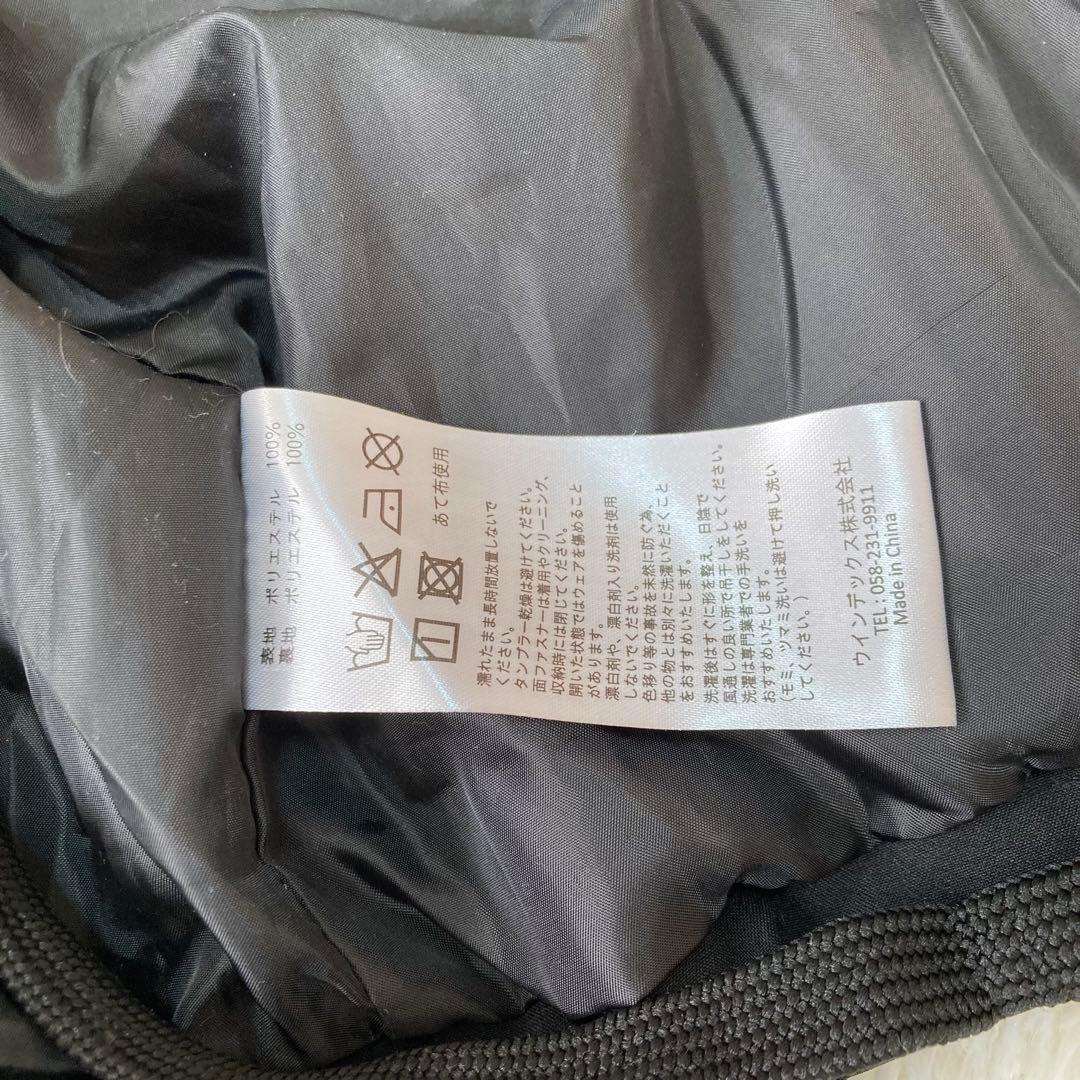 表地 ポリエステル 100%
裏地 ポリエステル 100%
あて布使用
濡れたまま長時間放置しないで
ください。
タンブラー乾燥は避けてください。
面ファスナーは着用やクリーニング、
収納時には閉じてください。
開いた状態ではウェアを傷めること
があります。
漂白剤や、漂白剤入り洗剤は使用
しないでください。
色移り等の事故を未然に防ぐ為、
他の物とは別々に洗濯いただくこと
をおすすめいたします。
洗濯後はすぐに形を整え、日陰で
風通しの良い所で吊干しをしてください。
洗濯は専門業者での手洗いを
おすすめいたします。
(モミ、ツマミ洗いは避けて押し洗い
してください。)
ウインテックス株式会社
TEL:058-231-9911
Made in China